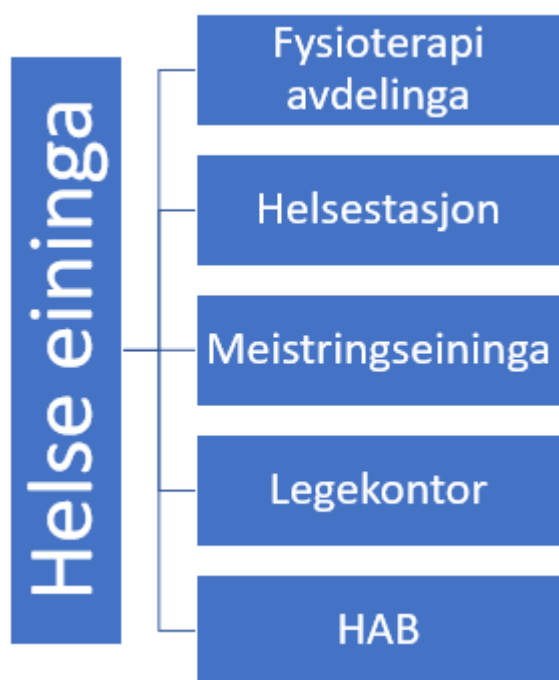 Helse eininga
Fysioterapi
avdelinga
Helsestasjon
Meistringseininga
Legekontor
HAB